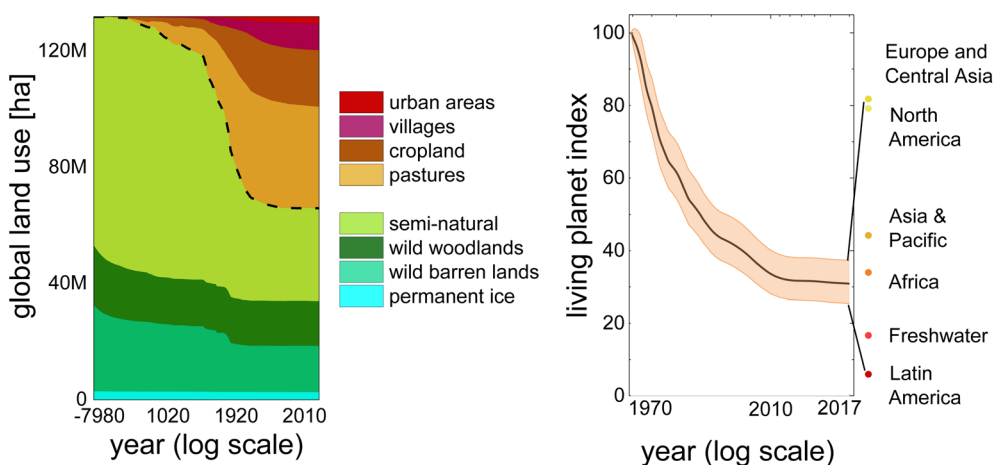 global land use [ha]
120M
80M
40M
0
-7980 1020 1920 2010
year (log scale)
urban areas
villages
cropland
pastures
semi-natural
wild woodlands
wild barren lands
permanent ice
living planet index
100
80
60
40
20
0
1970 2010 2017
year (log scale)
Europe and
Central Asia
North
America
Asia &
Pacific
Africa
Freshwater
Latin
America